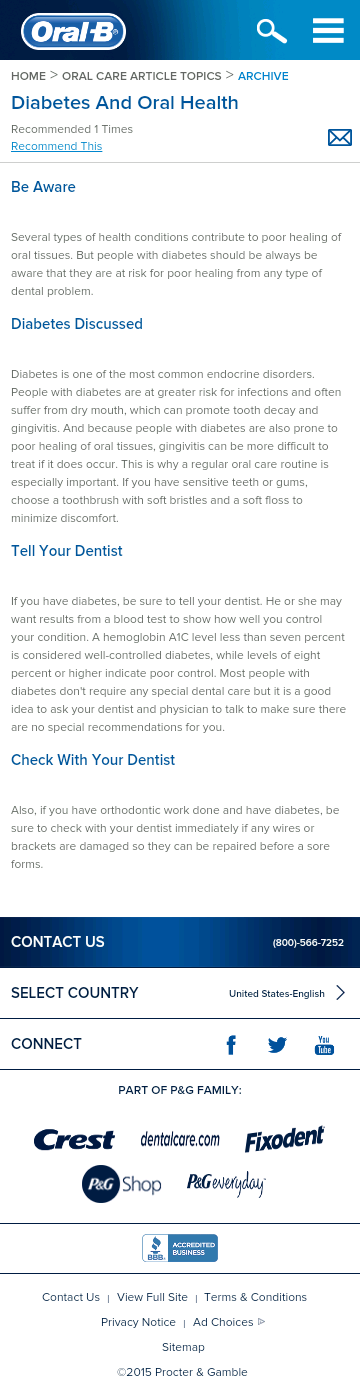 Oral-B
HOME > ORAL CARE ARTICLE TOPICS > ARCHIVE
Diabetes And Oral Health
Recommended 1 Times
Recommend This
Be Aware
Several types of health conditions contribute to poor healing of
oral tissues. But people with diabetes should be always be
aware that they are at risk for poor healing from any type of
dental problem.
Diabetes Discussed
Diabetes is one of the most common endocrine disorders.
People with diabetes are at greater risk for infections and often
suffer from dry mouth, which can promote tooth decay and
gingivitis. And because people with diabetes are also prone to
poor healing of oral tissues, gingivitis can be more difficult to
treat if it does occur. This is why a regular oral care routine is
especially important. If you have sensitive teeth or gums,
choose a toothbrush with soft bristles and a soft floss to
minimize discomfort.
Tell Your Dentist
If you have diabetes, be sure to tell your dentist. He or she may
want results from a blood test to show how well you control
your condition. A hemoglobin A1C level less than seven percent
is considered well-controlled diabetes, while levels of eight
percent or higher indicate poor control. Most people with
diabetes don't require any special dental care but it is a good
idea to ask your dentist and physician to talk to make sure there
are no special recommendations for you.
Check With Your Dentist
Also, if you have orthodontic work done and have diabetes, be
sure to check with your dentist immediately if any wires or
brackets are damaged so they can be repaired before a sore
forms.
CONTACT US (800)-566-7252
SELECT COUNTRY United States-English
CONNECT You Tube
PART OF P&G FAMILY:
Crest dentalcare.com Fixodent
P&G Shop P&G everyday
BBB. ACCREDITED BUSINESS
Contact Us | View Full Site | Terms & Conditions
Privacy Notice | Ad Choices
Sitemap
©2015 Procter & Gamble